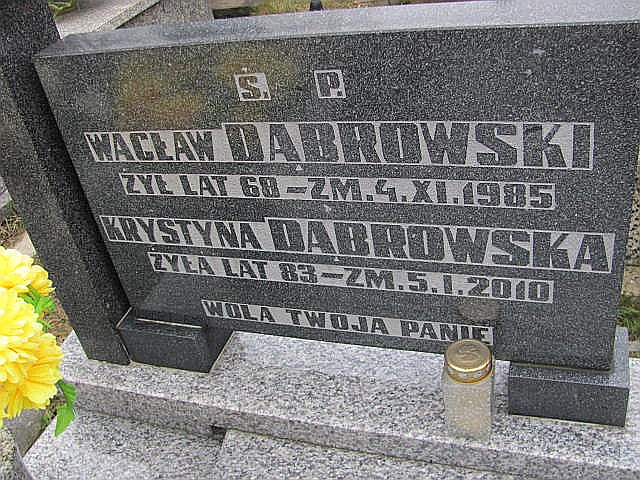 Ś. P.
WACŁAW DĄBROWSKI
ŻYŁ LAT 68 – ZM. 4. XI. 1985
KRYSTYNA DĄBROWSKA
ŻYŁA LAT 83 – ZM. 5. I. 2010
WOLA TWOJA PANIE